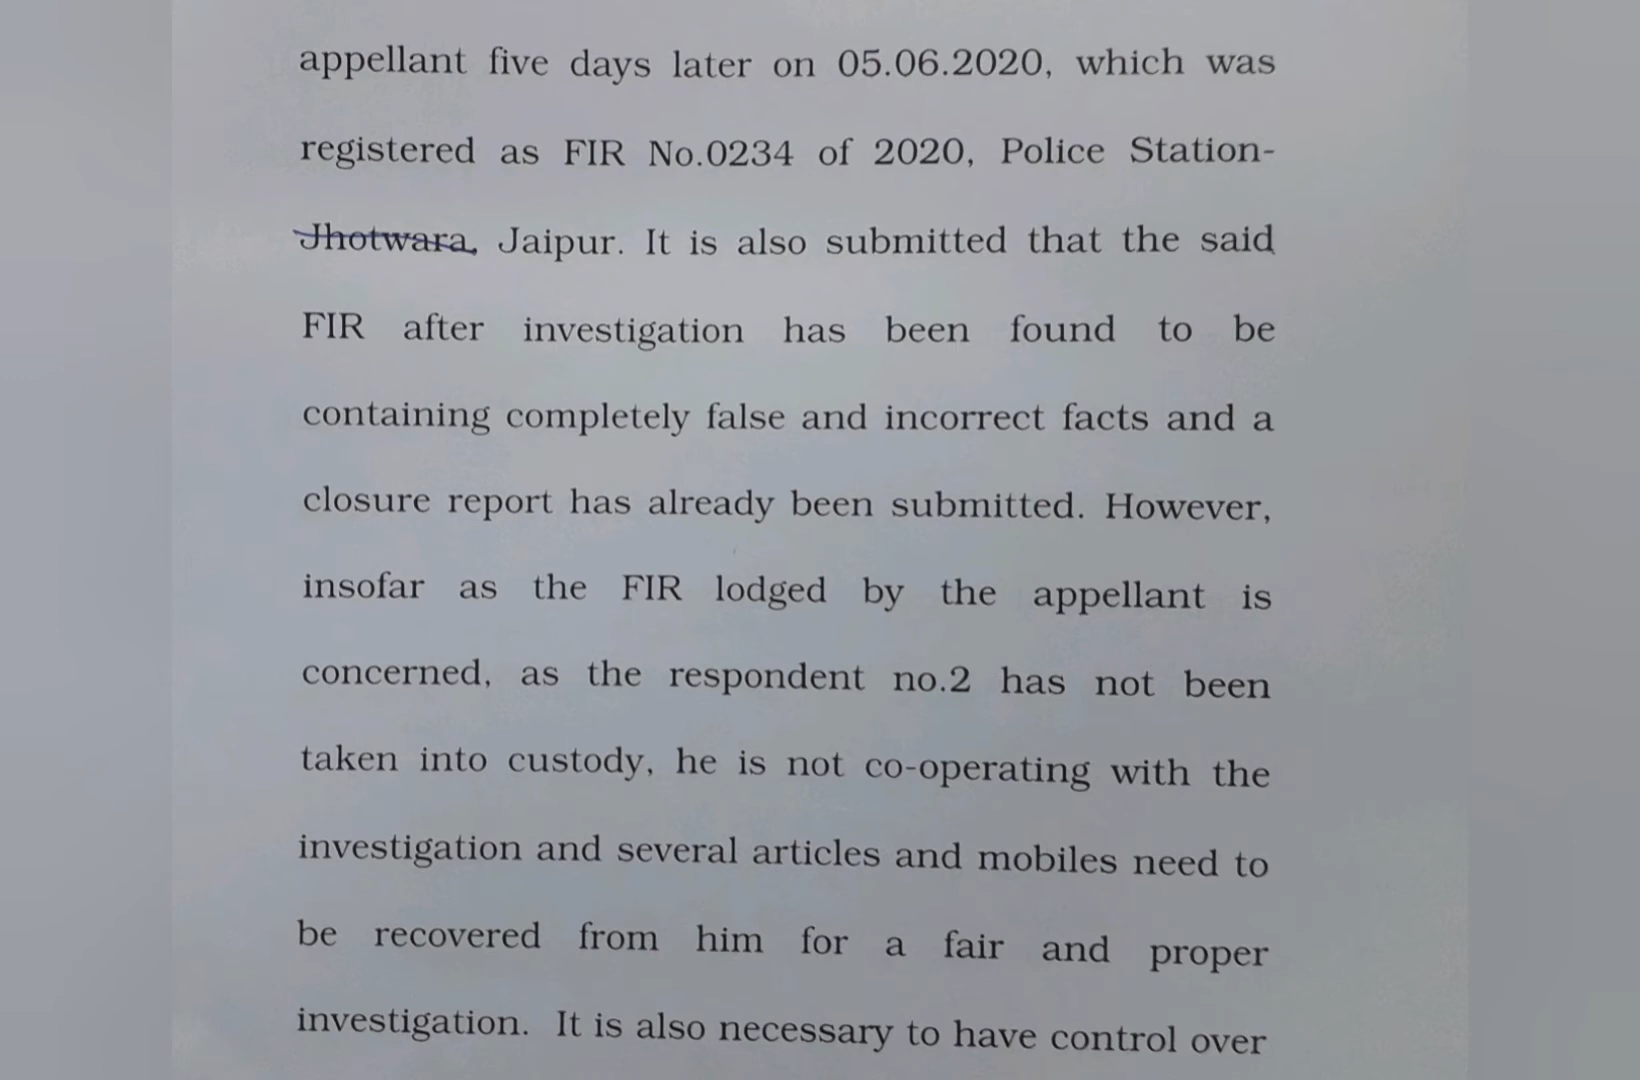 appellant five days later on 05.06.2020, which was
registered as FIR No.0234 of 2020, Police Station-
Jhotwara, Jaipur. It is also submitted that the said
FIR after investigation has been found to be
containing completely false and incorrect facts and a
closure report has already been submitted. However,
insofar as the FIR lodged by the appellant is
concerned, as the respondent no.2 has not been
taken into custody, he is not co-operating with the
investigation and several articles and mobiles need to
be recovered from him for a fair and proper
investigation. It is also necessary to have control over